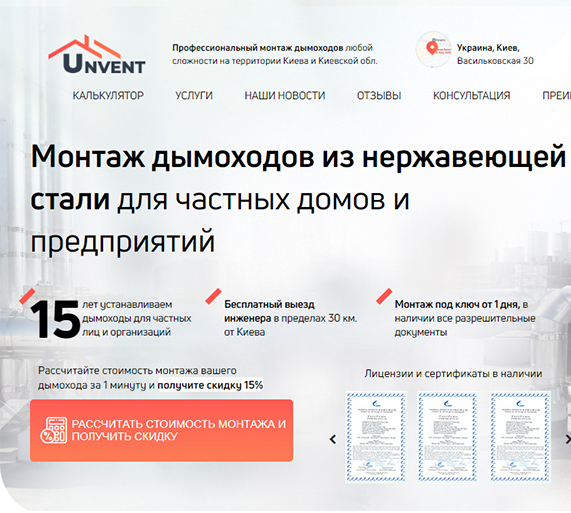 UNVENT
Профессиональный монтаж дымоходов любой
сложности на территории Киева и Киевской обл.
Украина, Киев,
Васильковская 30
КАЛЬКУЛЯТОР УСЛУГИ НАШИ НОВОСТИ ОТЗЫВЫ КОНСУЛЬТАЦИЯ ПРЕИ
Монтаж дымоходов из нержавеющей
стали для частных домов и
предприятий
15
лет устанавливаем
дымоходы для частных
лиц и организаций
Бесплатный выезд
инженера в пределах 30 км.
от Киева
Монтаж под ключ от 1 дня, в
наличии все разрешительные
документы
Рассчитайте стоимость монтажа вашего
дымохода за 1 минуту и получите скидку 15%
РАССЧИТАТЬ СТОИМОСТЬ МОНТАЖА И
ПОЛУЧИТЬ СКИДКУ
Лицензии и сертификаты в наличии